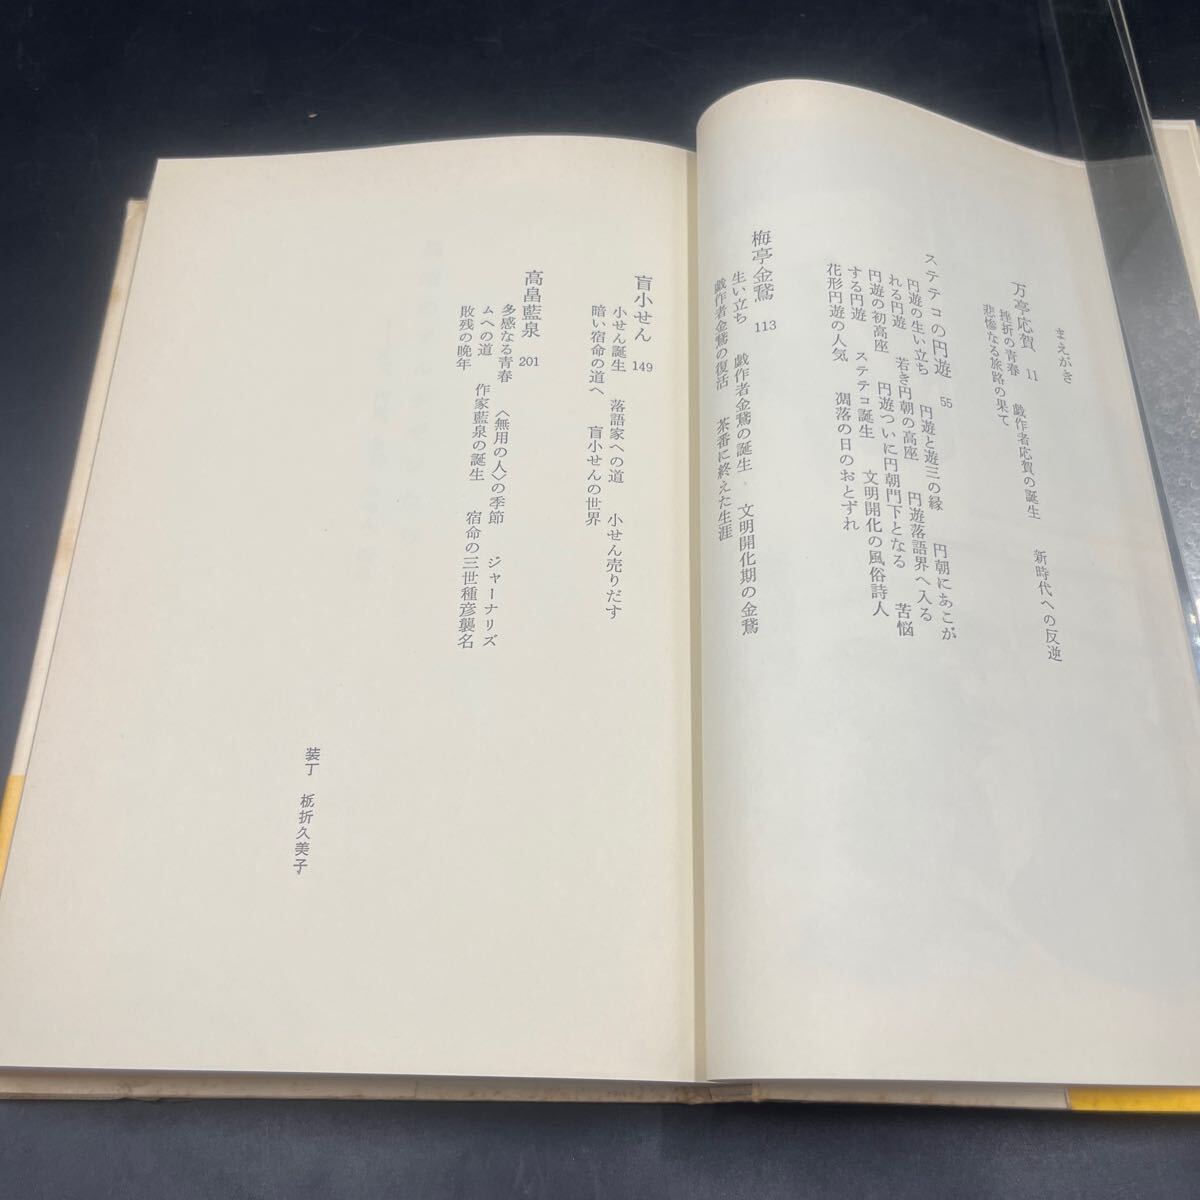 まえがき
万亭応賀 11
挫折の青春 戯作者応賀の誕生 新時代への反逆
悲惨なる旅路の果て
ステテコの円遊 55
円遊の生い立ち 円遊と遊三の縁 円朝にあこが
れる円遊 若き円朝の高座 円遊落語界へ入る
円遊の初高座 円遊ついに円朝門下となる 苦悩
する円遊 ステテコ誕生 文明開化の風俗詩人
花形円遊の人気 凋落の日のおとずれ
梅亭金鵞 113
生い立ち 戯作者金鵞の誕生 文明開化期の金鵞
戯作者金鵞の復活 茶番に終えた生涯
盲小せん 149
小せん誕生 落語家への道 小せん売りだす
暗い宿命の道へ 盲小せんの世界
高畠藍泉 201
多感なる青春 〈無用の人〉の季節 ジャーナリズ
ムへの道 作家藍泉の誕生 宿命の三世種彦襲名
敗残の晩年
装丁 栃折久美子